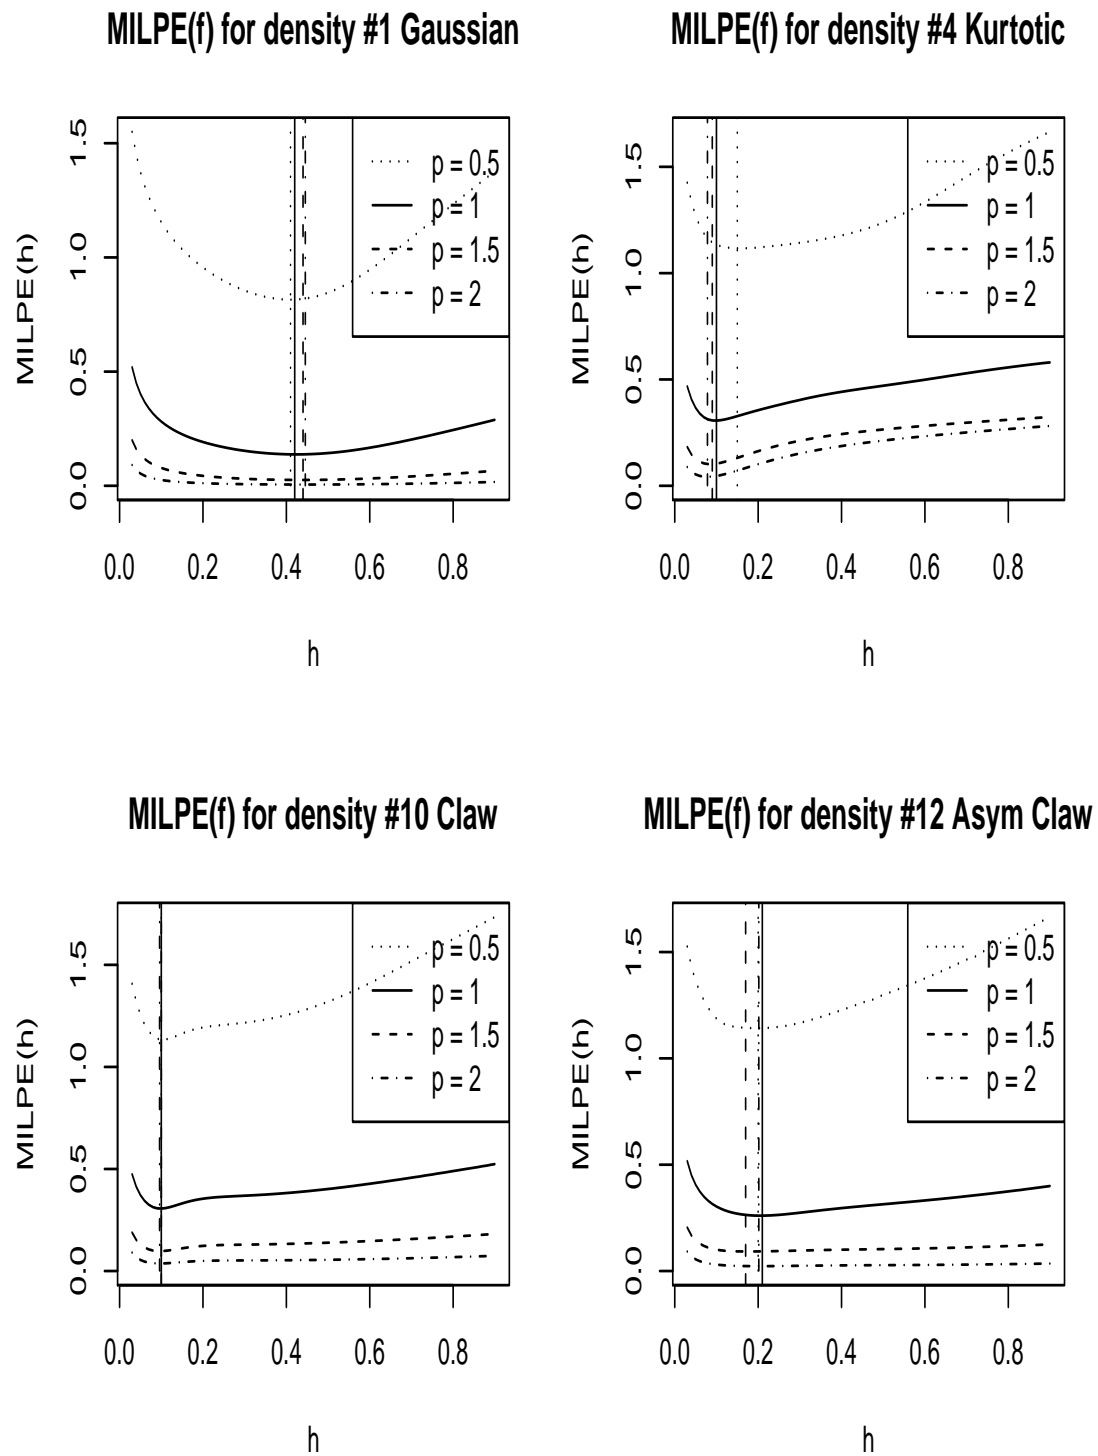 MILPE(f) for density #1 Gaussian
MILPE(h)
0.0 0.5 1.0 1.5
p = 0.5
p = 1
p = 1.5
p = 2
0.0 0.2 0.4 0.6 0.8
h
MILPE(f) for density #4 Kurtotic
MILPE(h)
0.0 0.5 1.0 1.5
p = 0.5
p = 1
p = 1.5
p = 2
0.0 0.2 0.4 0.6 0.8
h
MILPE(f) for density #10 Claw
MILPE(h)
0.0 0.5 1.0 1.5
p = 0.5
p = 1
p = 1.5
p = 2
0.0 0.2 0.4 0.6 0.8
h
MILPE(f) for density #12 Asym Claw
MILPE(h)
0.0 0.5 1.0 1.5
p = 0.5
p = 1
p = 1.5
p = 2
0.0 0.2 0.4 0.6 0.8
h